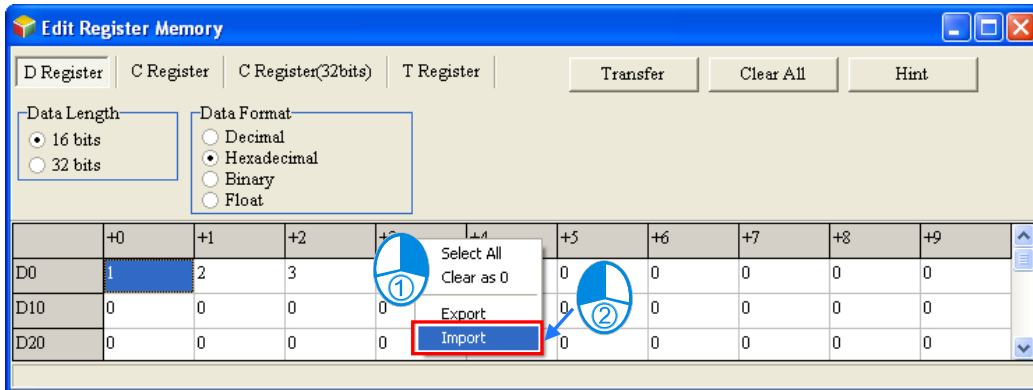 Edit Register Memory
D Register C Register C Register(32bits) T Register Transfer Clear All Hint
Data Length Data Format
16 bits Decimal
32 bits Hexadecimal
Binary
Float
+0 +1 +2 +4 +5 +6 +7 +8 +9
Select All
D0 1 2 3 Clear as 0 0 0 0 0 0
①
D10 0 0 0 0 Export 0 0 0 0 0
②
D20 0 0 0 0 Import 0 0 0 0 0